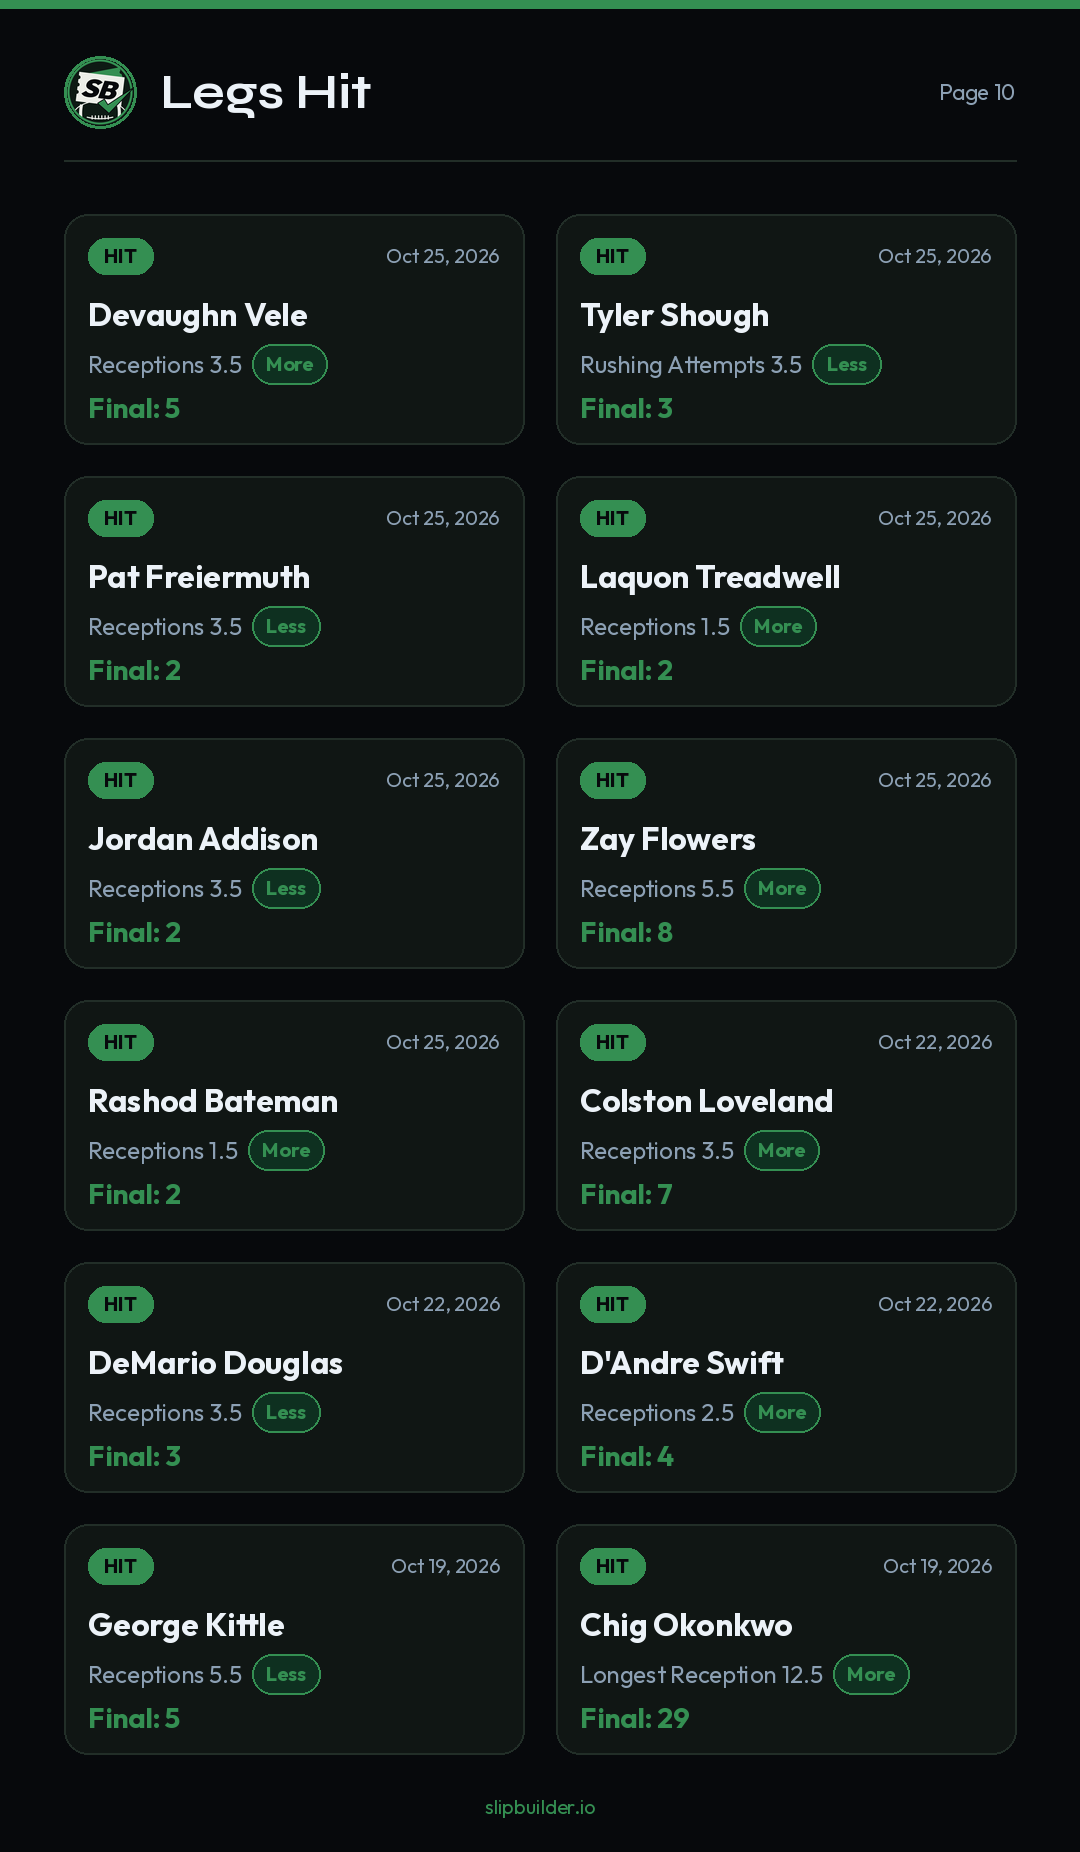 SB
Legs Hit
Page 10
HIT
Oct 25, 2026
Devaughn Vele
Receptions 3.5 More
Final: 5
HIT
Oct 25, 2026
Tyler Shough
Rushing Attempts 3.5 Less
Final: 3
HIT
Oct 25, 2026
Pat Freiermuth
Receptions 3.5 Less
Final: 2
HIT
Oct 25, 2026
Laquon Treadwell
Receptions 1.5 More
Final: 2
HIT
Oct 25, 2026
Jordan Addison
Receptions 3.5 Less
Final: 2
HIT
Oct 25, 2026
Zay Flowers
Receptions 5.5 More
Final: 8
HIT
Oct 25, 2026
Rashod Bateman
Receptions 1.5 More
Final: 2
HIT
Oct 22, 2026
Colston Loveland
Receptions 3.5 More
Final: 7
HIT
Oct 22, 2026
DeMario Douglas
Receptions 3.5 Less
Final: 3
HIT
Oct 22, 2026
D'Andre Swift
Receptions 2.5 More
Final: 4
HIT
Oct 19, 2026
George Kittle
Receptions 5.5 Less
Final: 5
HIT
Oct 19, 2026
Chig Okonkwo
Longest Reception 12.5 More
Final: 29
slipbuilder.io